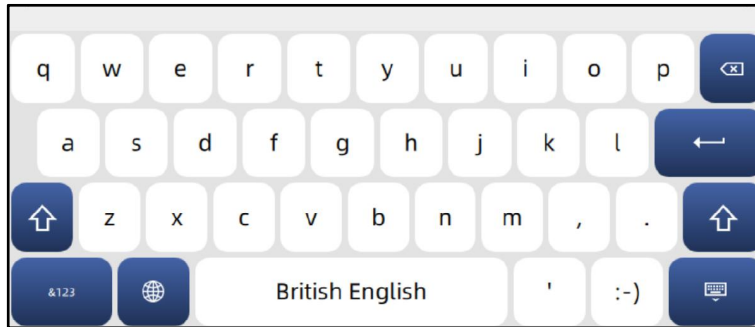 q w e r t y u i o p
a s d f g h j k l
z x c v b n m , .
&123 British English ' :-)